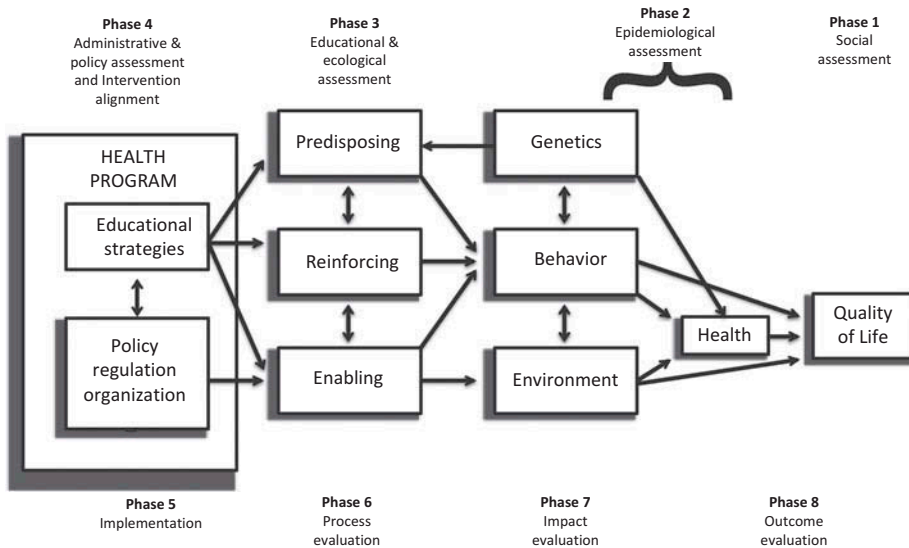 Phase 4
Administrative &
policy assessment
and Intervention
alignment
Phase 3
Educational &
ecological
assessment
Phase 2
Epidemiological
assessment
Phase 1
Social
assessment
HEALTH
PROGRAM
Educational
strategies
Policy
regulation
organization
Predisposing
Reinforcing
Enabling
Genetics
Behavior
Environment
Health
Quality
of Life
Phase 5
Implementation
Phase 6
Process
evaluation
Phase 7
Impact
evaluation
Phase 8
Outcome
evaluation